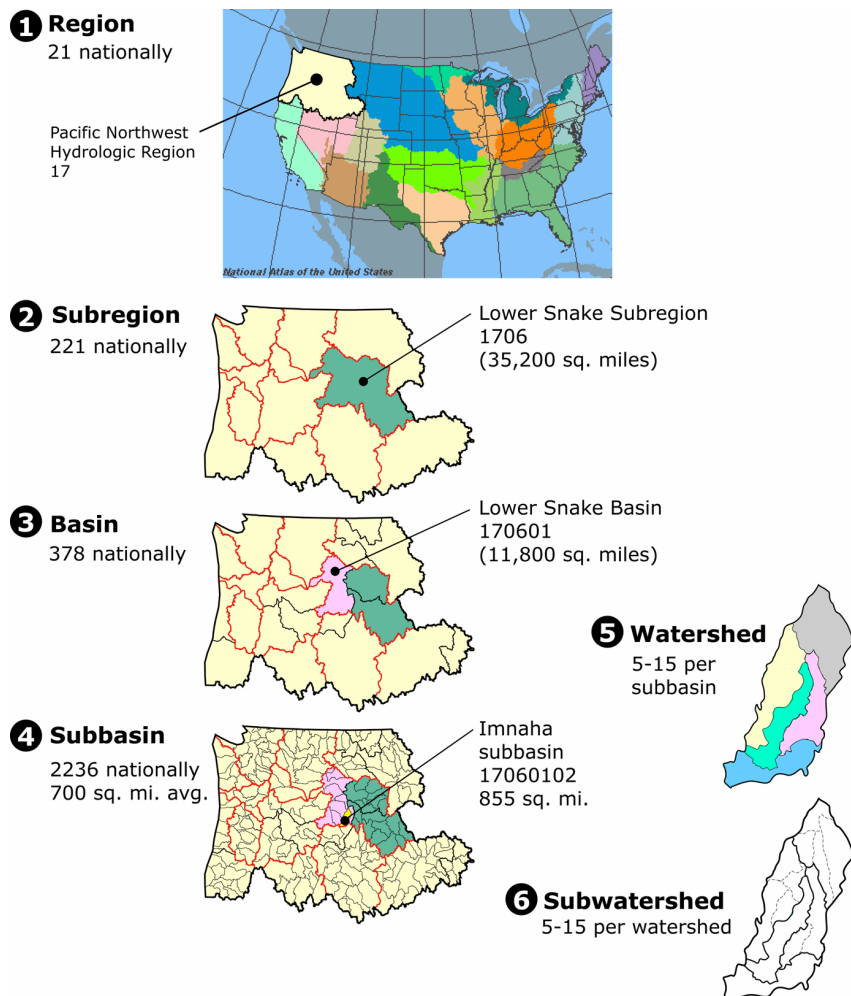 1 Region
21 nationally
Pacific Northwest
Hydrologic Region
17
National Atlas of the United States
2 Subregion
221 nationally
Lower Snake Subregion
1706
(35,200 sq. miles)
3 Basin
378 nationally
Lower Snake Basin
170601
(11,800 sq. miles)
4 Subbasin
2236 nationally
700 sq. mi. avg.
Imnaha
subbasin
17060102
855 sq. mi.
5 Watershed
5-15 per
subbasin
6 Subwatershed
5-15 per watershed